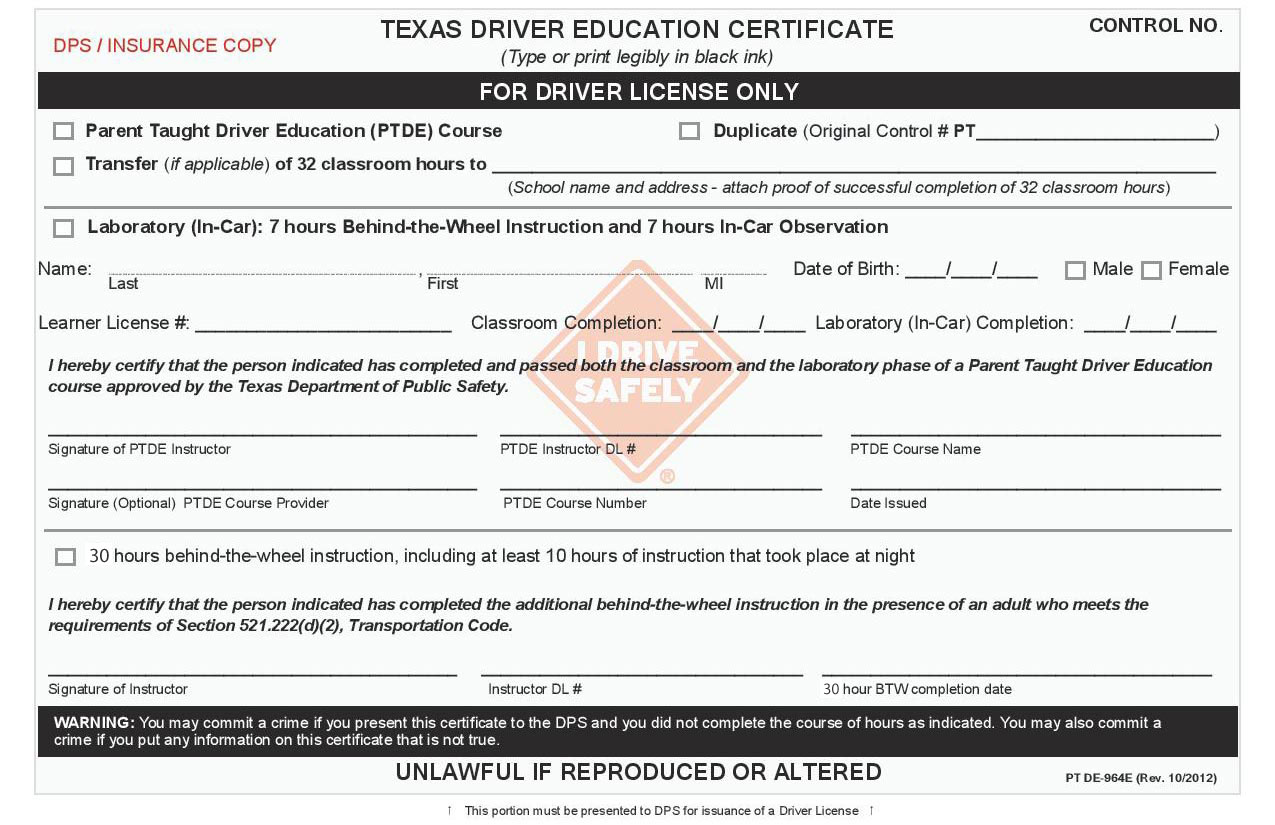 DPS / INSURANCE COPY
TEXAS DRIVER EDUCATION CERTIFICATE
CONTROL NO.
(Type or print legibly in black ink)
FOR DRIVER LICENSE ONLY
Parent Taught Driver Education (PTDE) Course
Duplicate (Original Control # PT__________________________)
Transfer (if applicable) of 32 classroom hours to ____________________
(School name and address - attach proof of successful completion of 32 classroom hours)
Laboratory (In-Car): 7 hours Behind-the-Wheel Instruction and 7 hours In-Car Observation
Name: ____________________ , ____________________ ______ Date of Birth: ____/____/____ Male Female
Last First MI
Learner License #: ____________________ Classroom Completion: ____/____/____ Laboratory (In-Car) Completion: ____/____/____
I DRIVE
SAFELY
®
I hereby certify that the person indicated has completed and passed both the classroom and the laboratory phase of a Parent Taught Driver Education
course approved by the Texas Department of Public Safety.
Signature of PTDE Instructor PTDE Instructor DL # PTDE Course Name
Signature (Optional) PTDE Course Provider PTDE Course Number Date Issued
30 hours behind-the-wheel instruction, including at least 10 hours of instruction that took place at night
I hereby certify that the person indicated has completed the additional behind-the-wheel instruction in the presence of an adult who meets the
requirements of Section 521.222(d)(2), Transportation Code.
Signature of Instructor Instructor DL # 30 hour BTW completion date
WARNING: You may commit a crime if you present this certificate to the DPS and you did not complete the course of hours as indicated. You may also commit a
crime if you put any information on this certificate that is not true.
UNLAWFUL IF REPRODUCED OR ALTERED
PT DE-964E (Rev. 10/2012)
↑ This portion must be presented to DPS for issuance of a Driver License ↑